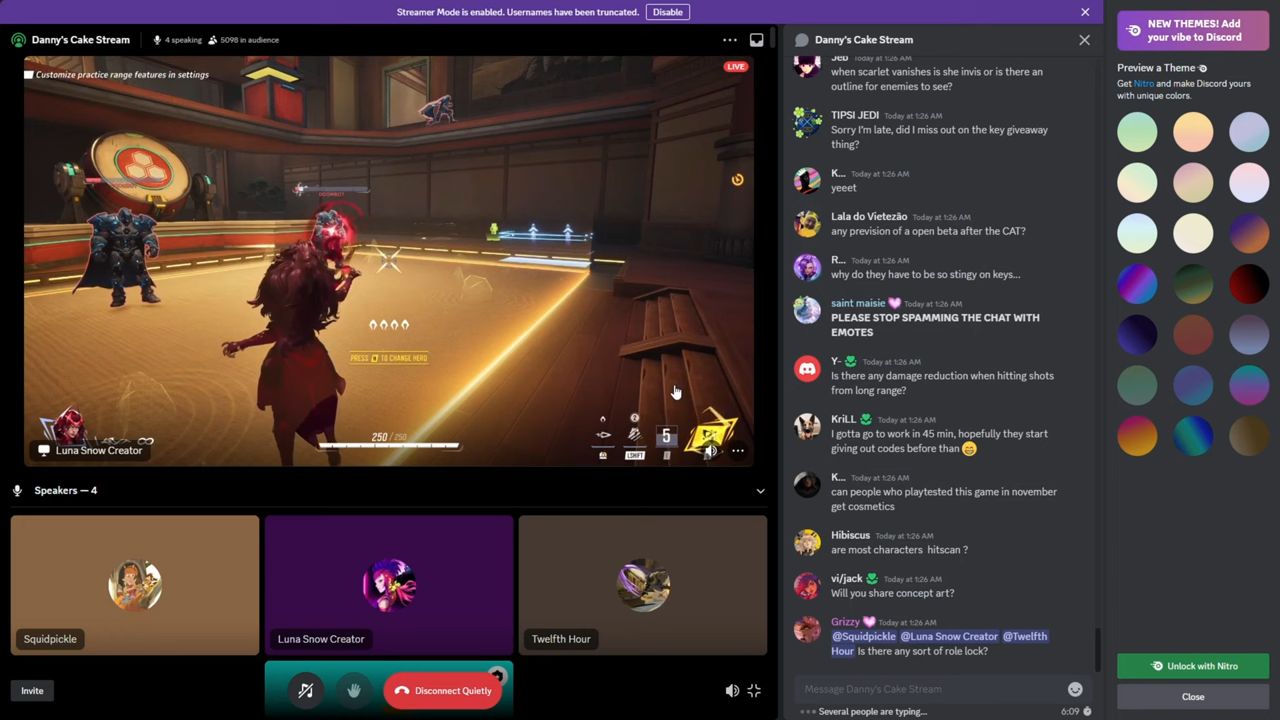 Streamer Mode is enabled. Usernames have been truncated.
Disable
Danny's Cake Stream
4 speaking
5098 in audience
Customize practice range features in settings
LIVE
PRESS TO CHANGE HERO
250 / 250
LSHIFT
5
Luna Snow Creator
Speakers — 4
Squidpickle
Luna Snow Creator
Twelfth Hour
Invite
Disconnect Quietly
Danny's Cake Stream
Jeb Today at 1:26 AM
when scarlet vanishes is she invis or is there an
outline for enemies to see?
TIPSI JEDI Today at 1:26 AM
Sorry I'm late, did I miss out on the key giveaway
thing?
K... Today at 1:26 AM
yeeet
Lala do Vietezão Today at 1:26 AM
any prevision of a open beta after the CAT?
R... Today at 1:26 AM
why do they have to be so stingy on keys...
saint maisie Today at 1:26 AM
PLEASE STOP SPAMMING THE CHAT WITH
EMOTES
Y- Today at 1:26 AM
Is there any damage reduction when hitting shots
from long range?
KriLL Today at 1:26 AM
I gotta go to work in 45 min, hopefully they start
giving out codes before than
K... Today at 1:26 AM
can people who playtested this game in november
get cosmetics
Hibiscus Today at 1:26 AM
are most characters hitscan ?
vi/jack Today at 1:26 AM
Will you share concept art?
Grizzy Today at 1:26 AM
@Squidpickle @Luna Snow Creator @Twelfth
Hour Is there any sort of role lock?
Message Danny's Cake Stream
Several people are typing...
6:09
NEW THEMES! Add
your vibe to Discord
Preview a Theme
Get Nitro and make Discord yours
with unique colors.
Unlock with Nitro
Close